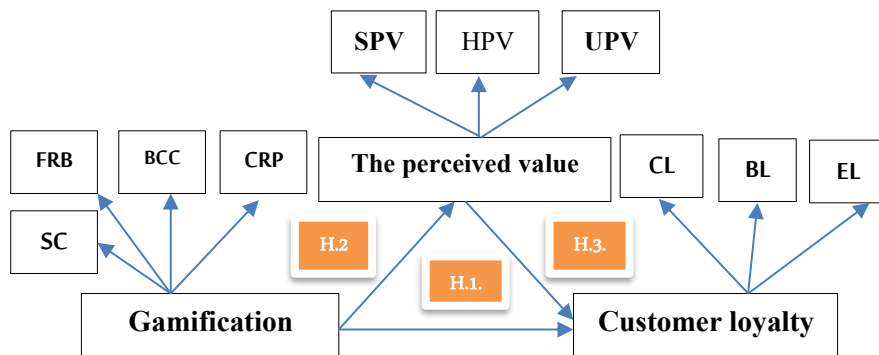 SPV
HPV
UPV
FRB
BCC
CRP
The perceived value
CL
BL
EL
SC
H.2
H.1.
H.3.
Gamification
Customer loyalty